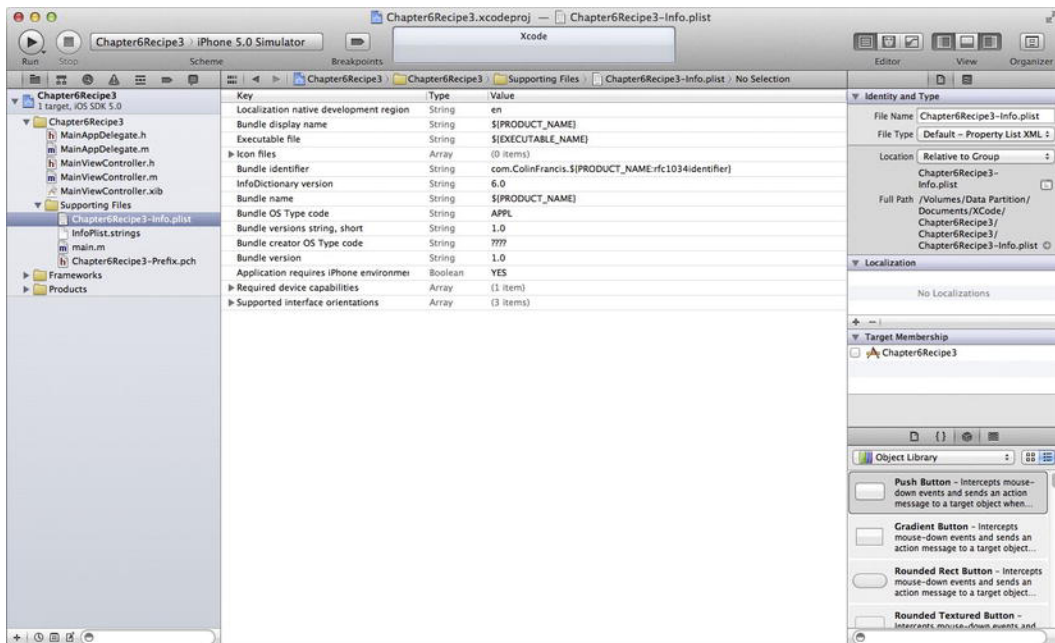 Chapter6Recipe3.xcodeproj — Chapter6Recipe3-Info.plist
Chapter6Recipe3 iPhone 5.0 Simulator
Xcode
Run Stop Scheme Breakpoints Editor View Organizer
Chapter6Recipe3 Chapter6Recipe3 Supporting Files Chapter6Recipe3-Info.plist No Selection
Chapter6Recipe3
1 target, iOS SDK 5.0
Chapter6Recipe3
h MainAppDelegate.h
m MainAppDelegate.m
h MainViewController.h
m MainViewController.m
MainViewController.xib
Supporting Files
Chapter6Recipe3-Info.plist
InfoPlist.strings
m main.m
h Chapter6Recipe3-Prefix.pch
Frameworks
Products
Key Type Value
Localization native development region String en
Bundle display name String ${PRODUCT_NAME}
Executable file String ${EXECUTABLE_NAME}
Icon files Array (0 items)
Bundle identifier String com.ColinFrancis.${PRODUCT_NAME:rfc1034identifier}
InfoDictionary version String 6.0
Bundle name String ${PRODUCT_NAME}
Bundle OS Type code String APPL
Bundle versions string, short String 1.0
Bundle creator OS Type code String ????
Bundle version String 1.0
Application requires iPhone environmen Boolean YES
Required device capabilities Array (1 item)
Supported interface orientations Array (3 items)
Identity and Type
File Name Chapter6Recipe3-Info.plist
File Type Default – Property List XML
Location Relative to Group
Chapter6Recipe3-
Info.plist
Full Path /Volumes/Data Partition/
Documents/XCode/
Chapter6Recipe3/
Chapter6Recipe3/
Chapter6Recipe3-Info.plist
Localization
No Localizations
Target Membership
Chapter6Recipe3
Object Library
Push Button – Intercepts mouse-
down events and sends an action
message to a target object when...
Gradient Button – Intercepts
mouse-down events and sends an
action message to a target object...
Rounded Rect Button – Intercepts
mouse-down events and sends an
action message to a target object...
Rounded Textured Button –
Intercepts mouse-down events and